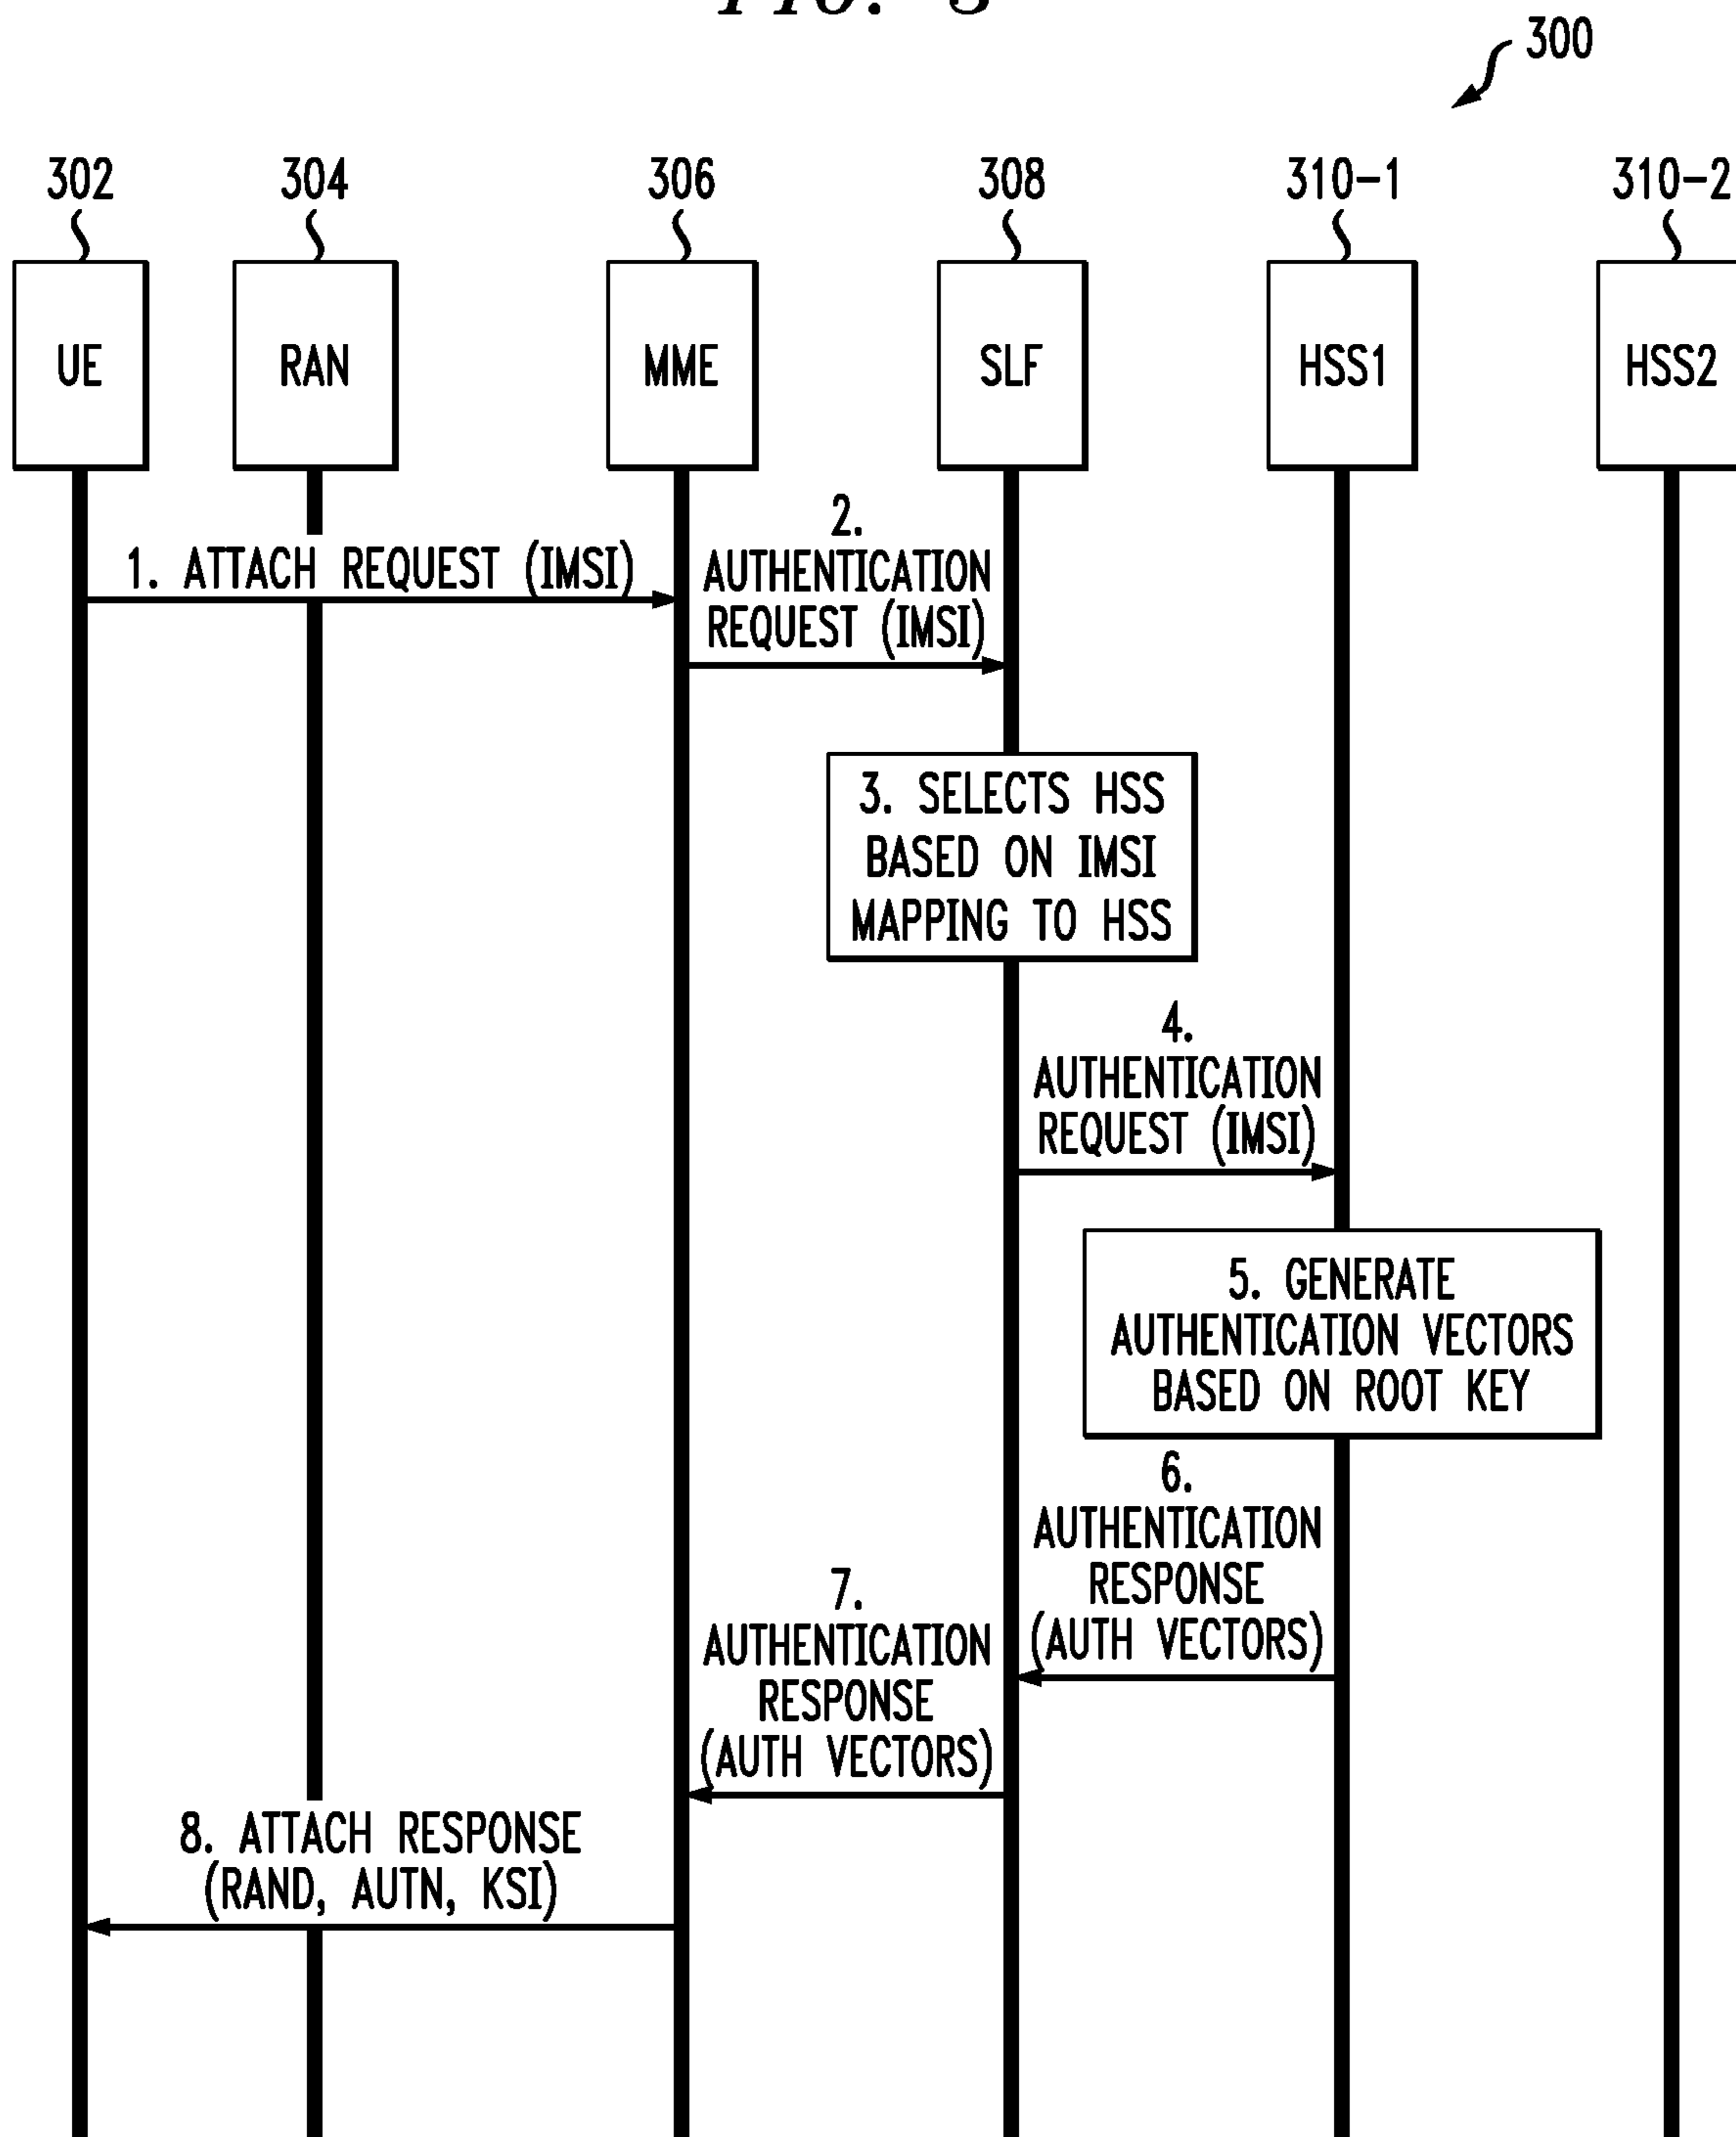 FIG. 3
300
302
304
306
308
310-1
310-2
UE
RAN
MME
SLF
HSS1
HSS2
1. ATTACH REQUEST (IMSI)
2.
AUTHENTICATION
REQUEST (IMSI)
3. SELECTS HSS
BASED ON IMSI
MAPPING TO HSS
4.
AUTHENTICATION
REQUEST (IMSI)
5. GENERATE
AUTHENTICATION VECTORS
BASED ON ROOT KEY
6.
AUTHENTICATION
RESPONSE
(AUTH VECTORS)
7.
AUTHENTICATION
RESPONSE
(AUTH VECTORS)
8. ATTACH RESPONSE
(RAND, AUTN, KSI)